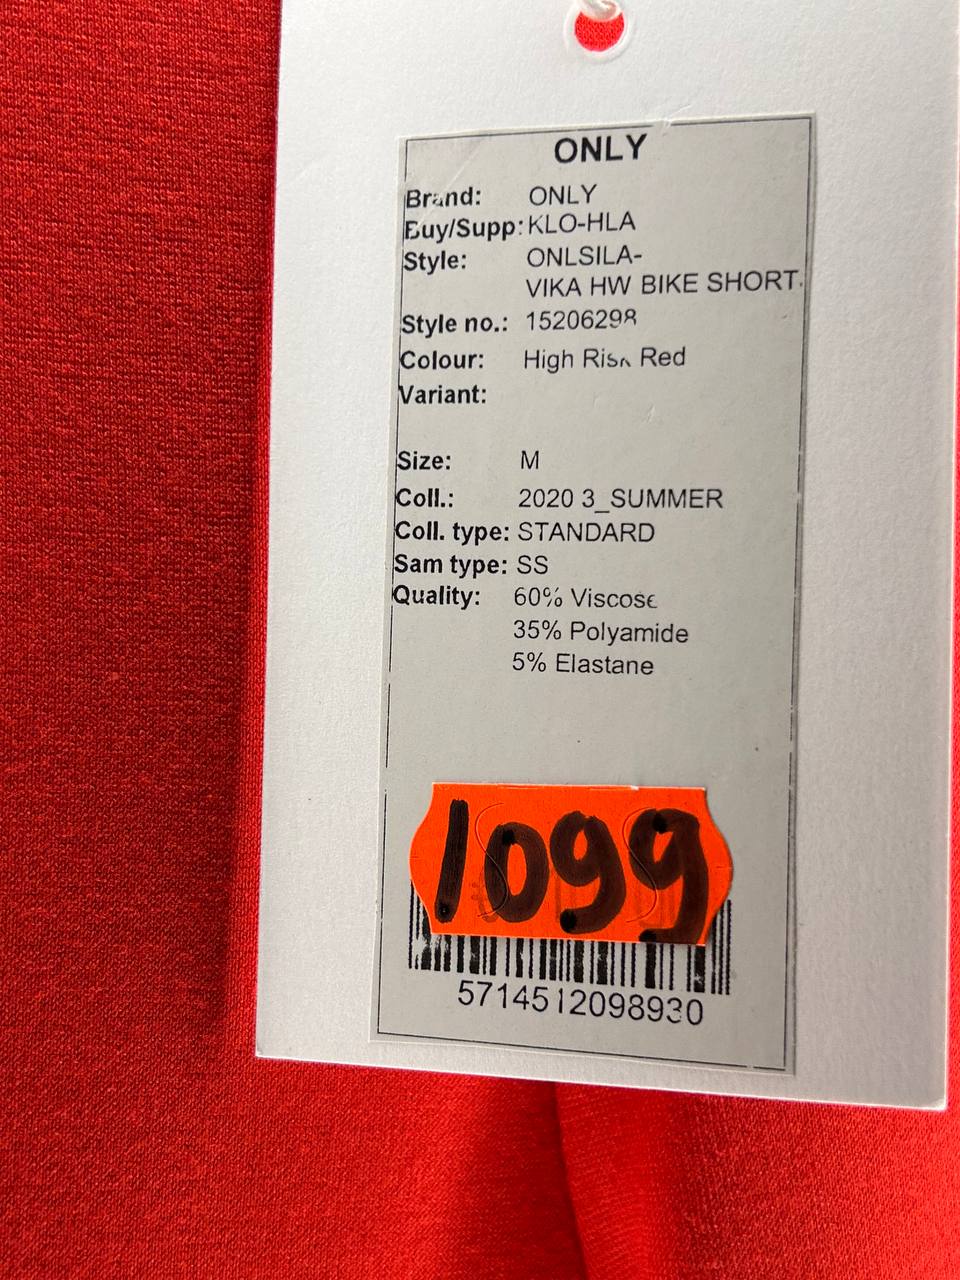 ONLY
Brand: ONLY
Buy/Supp: KLO-HLA
Style: ONLSILA-
VIKA HW BIKE SHORT
Style no.: 15206298
Colour: High Risk Red
Variant:
Size: M
Coll.: 2020 3_SUMMER
Coll. type: STANDARD
Sam type: SS
Quality: 60% Viscose
35% Polyamide
5% Elastane
1099
5714512098930